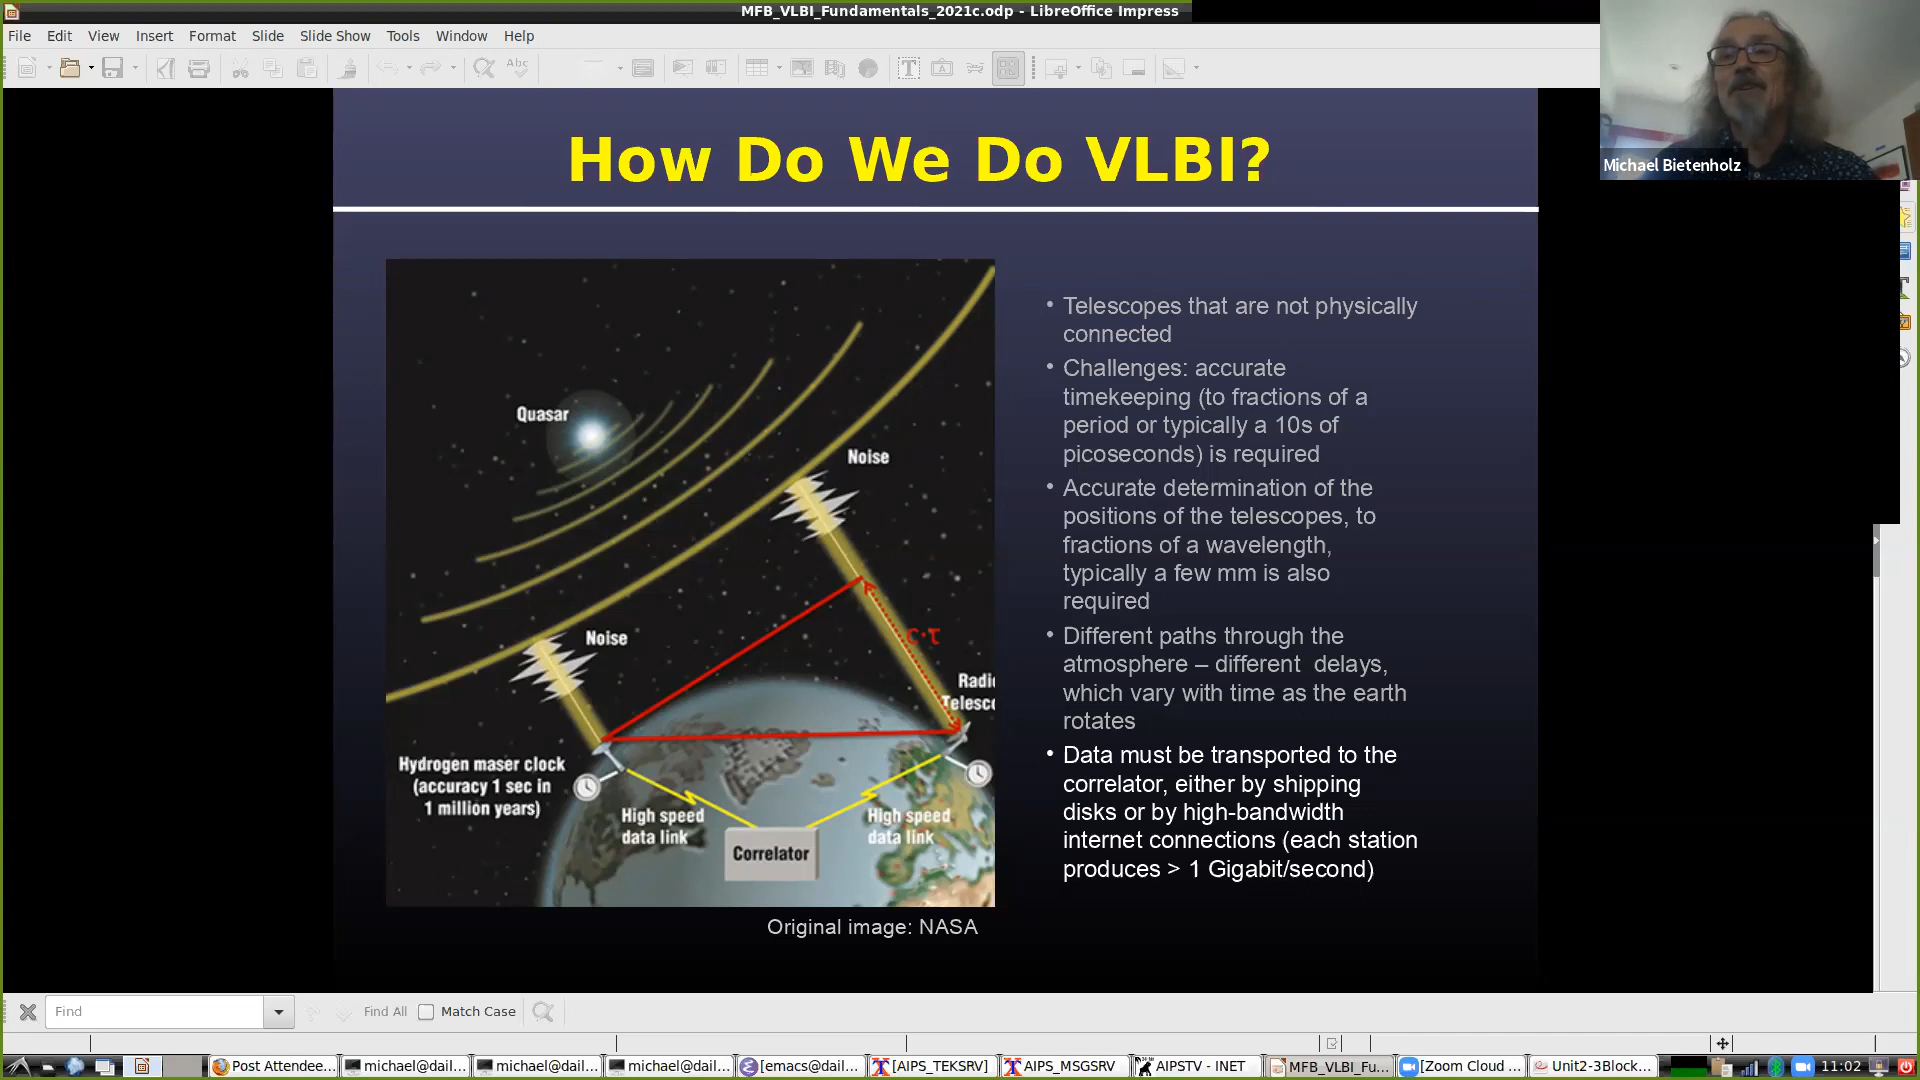 MFB_VLBI_Fundamentals_2021c.odp - LibreOffice Impress
File Edit View Insert Format Slide Slide Show Tools Window Help
Abc
Michael Bietenholz
How Do We Do VLBI?
Quasar
Noise
Noise
C·τ
Radio
Telesco
Hydrogen maser clock
(accuracy 1 sec in
1 million years)
High speed
data link
High speed
data link
Correlator
Original image: NASA
• Telescopes that are not physically
connected
• Challenges: accurate
timekeeping (to fractions of a
period or typically a 10s of
picoseconds) is required
• Accurate determination of the
positions of the telescopes, to
fractions of a wavelength,
typically a few mm is also
required
• Different paths through the
atmosphere – different  delays,
which vary with time as the earth
rotates
• Data must be transported to the
correlator, either by shipping
disks or by high-bandwidth
internet connections (each station
produces > 1 Gigabit/second)
Find Find All Match Case
Post Attendee... michael@dail... michael@dail... michael@dail... [emacs@dail... [AIPS_TEKSRV] AIPS_MSGSRV AIPSTV - INET MFB_VLBI_Fu... [Zoom Cloud ... Unit2-3Block... 11:02